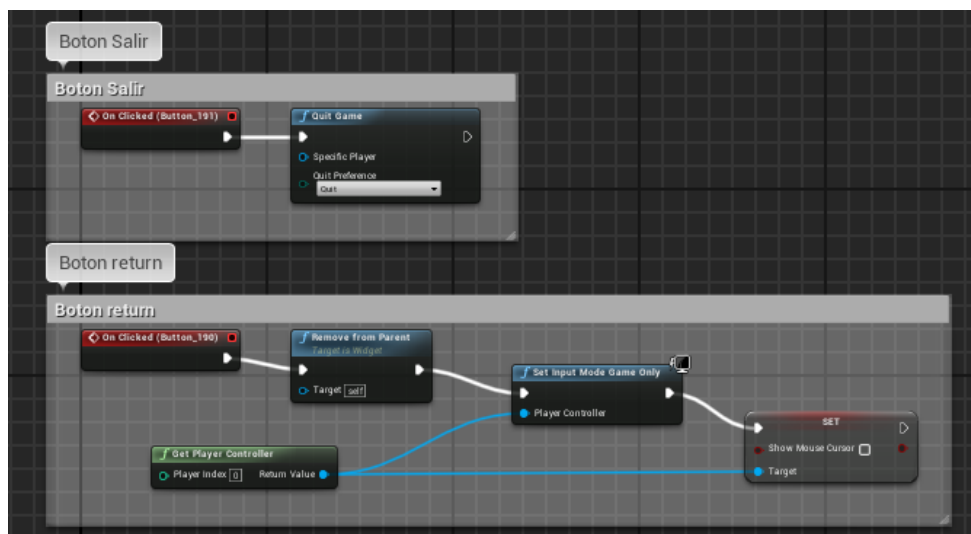 Boton Salir
Boton Salir
On Clicked (Button_191)
Quit Game
Specific Player
Quit Preference
Quit
Boton return
Boton return
On Clicked (Button_190)
Remove from Parent
Target is Widget
Target self
Set Input Mode Game Only
Player Controller
SET
Show Mouse Cursor
Target
Get Player Controller
Player Index 0 Return Value